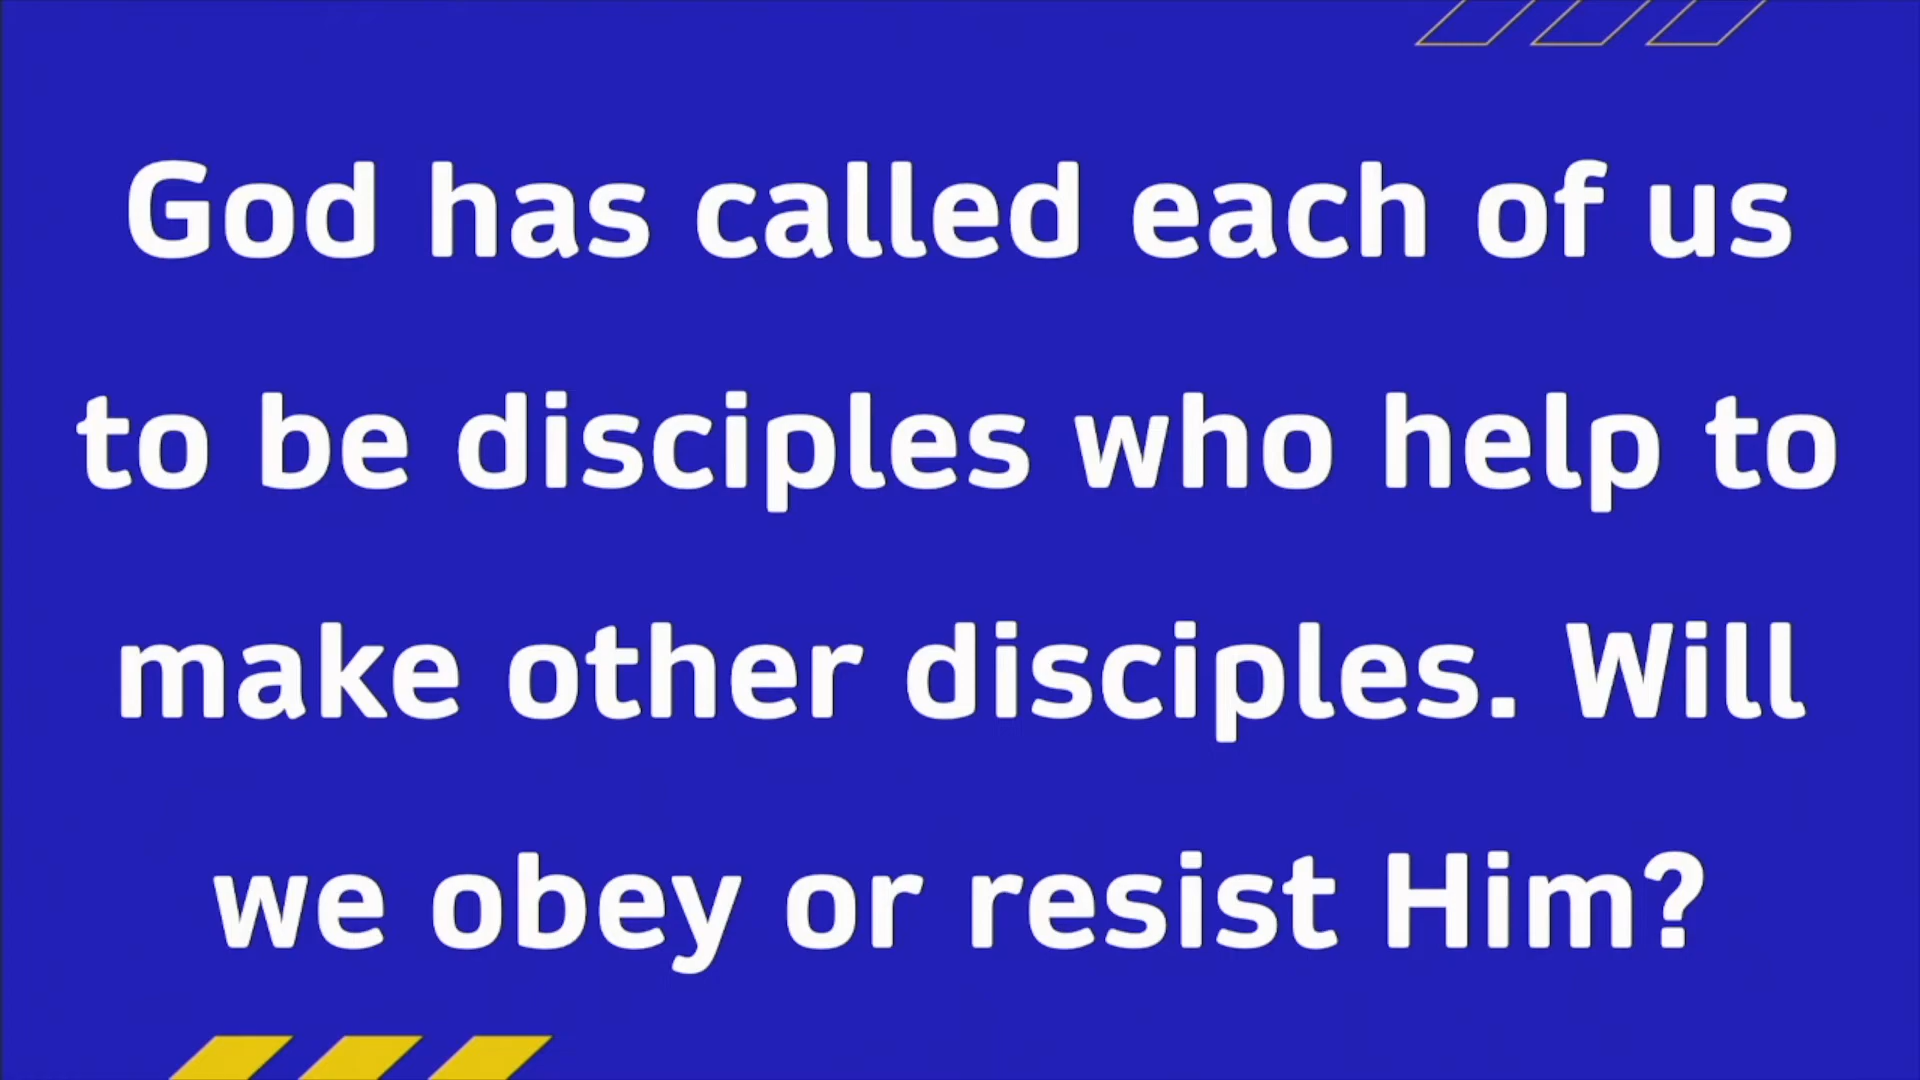 God has called each of us
to be disciples who help to
make other disciples. Will
we obey or resist Him?